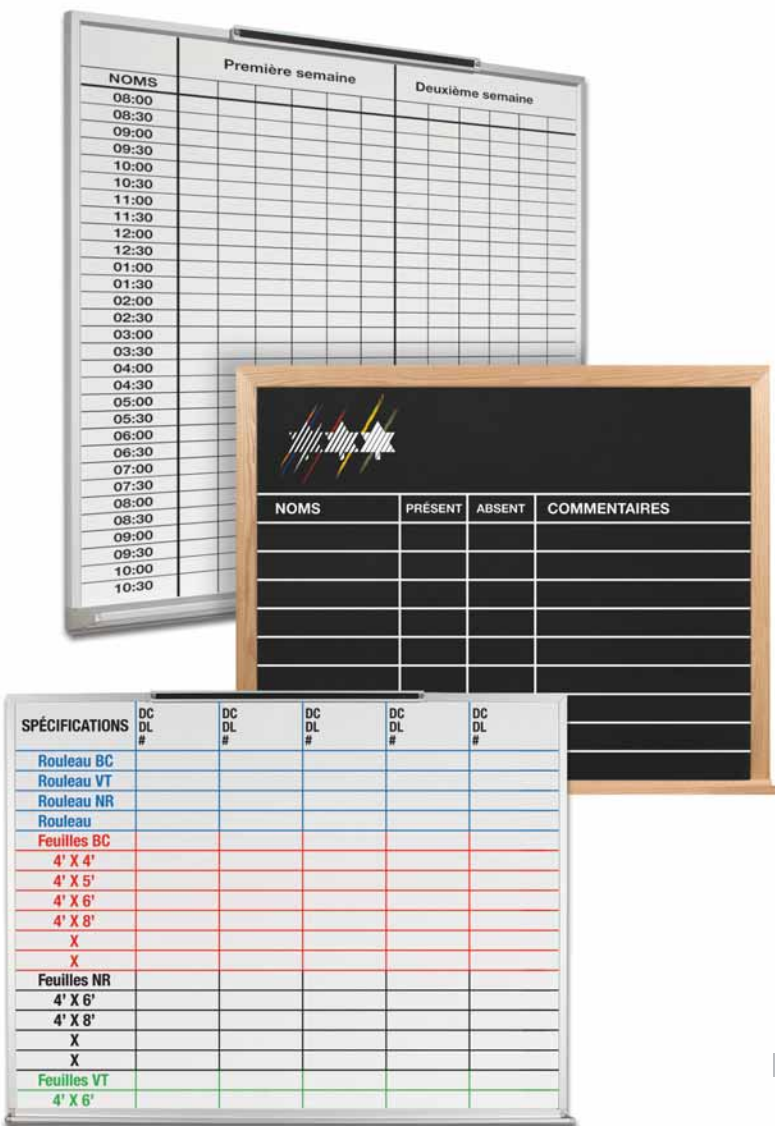 Première semaine Deuxième semaine
NOMS
08:00
08:30
09:00
09:30
10:00
10:30
11:00
11:30
12:00
12:30
01:00
01:30
02:00
02:30
03:00
03:30
04:00
04:30
05:00
05:30
06:00
06:30
07:00
07:30
08:00
08:30
09:00
09:30
10:00
10:30
NOMS PRÉSENT ABSENT COMMENTAIRES
SPÉCIFICATIONS
DC DC DC DC DC
DL DL DL DL DL
# # # # #
Rouleau BC
Rouleau VT
Rouleau NR
Rouleau
Feuilles BC
4' X 4'
4' X 5'
4' X 6'
4' X 8'
X
X
Feuilles NR
4' X 6'
4' X 8'
X
X
Feuilles VT
4' X 6'